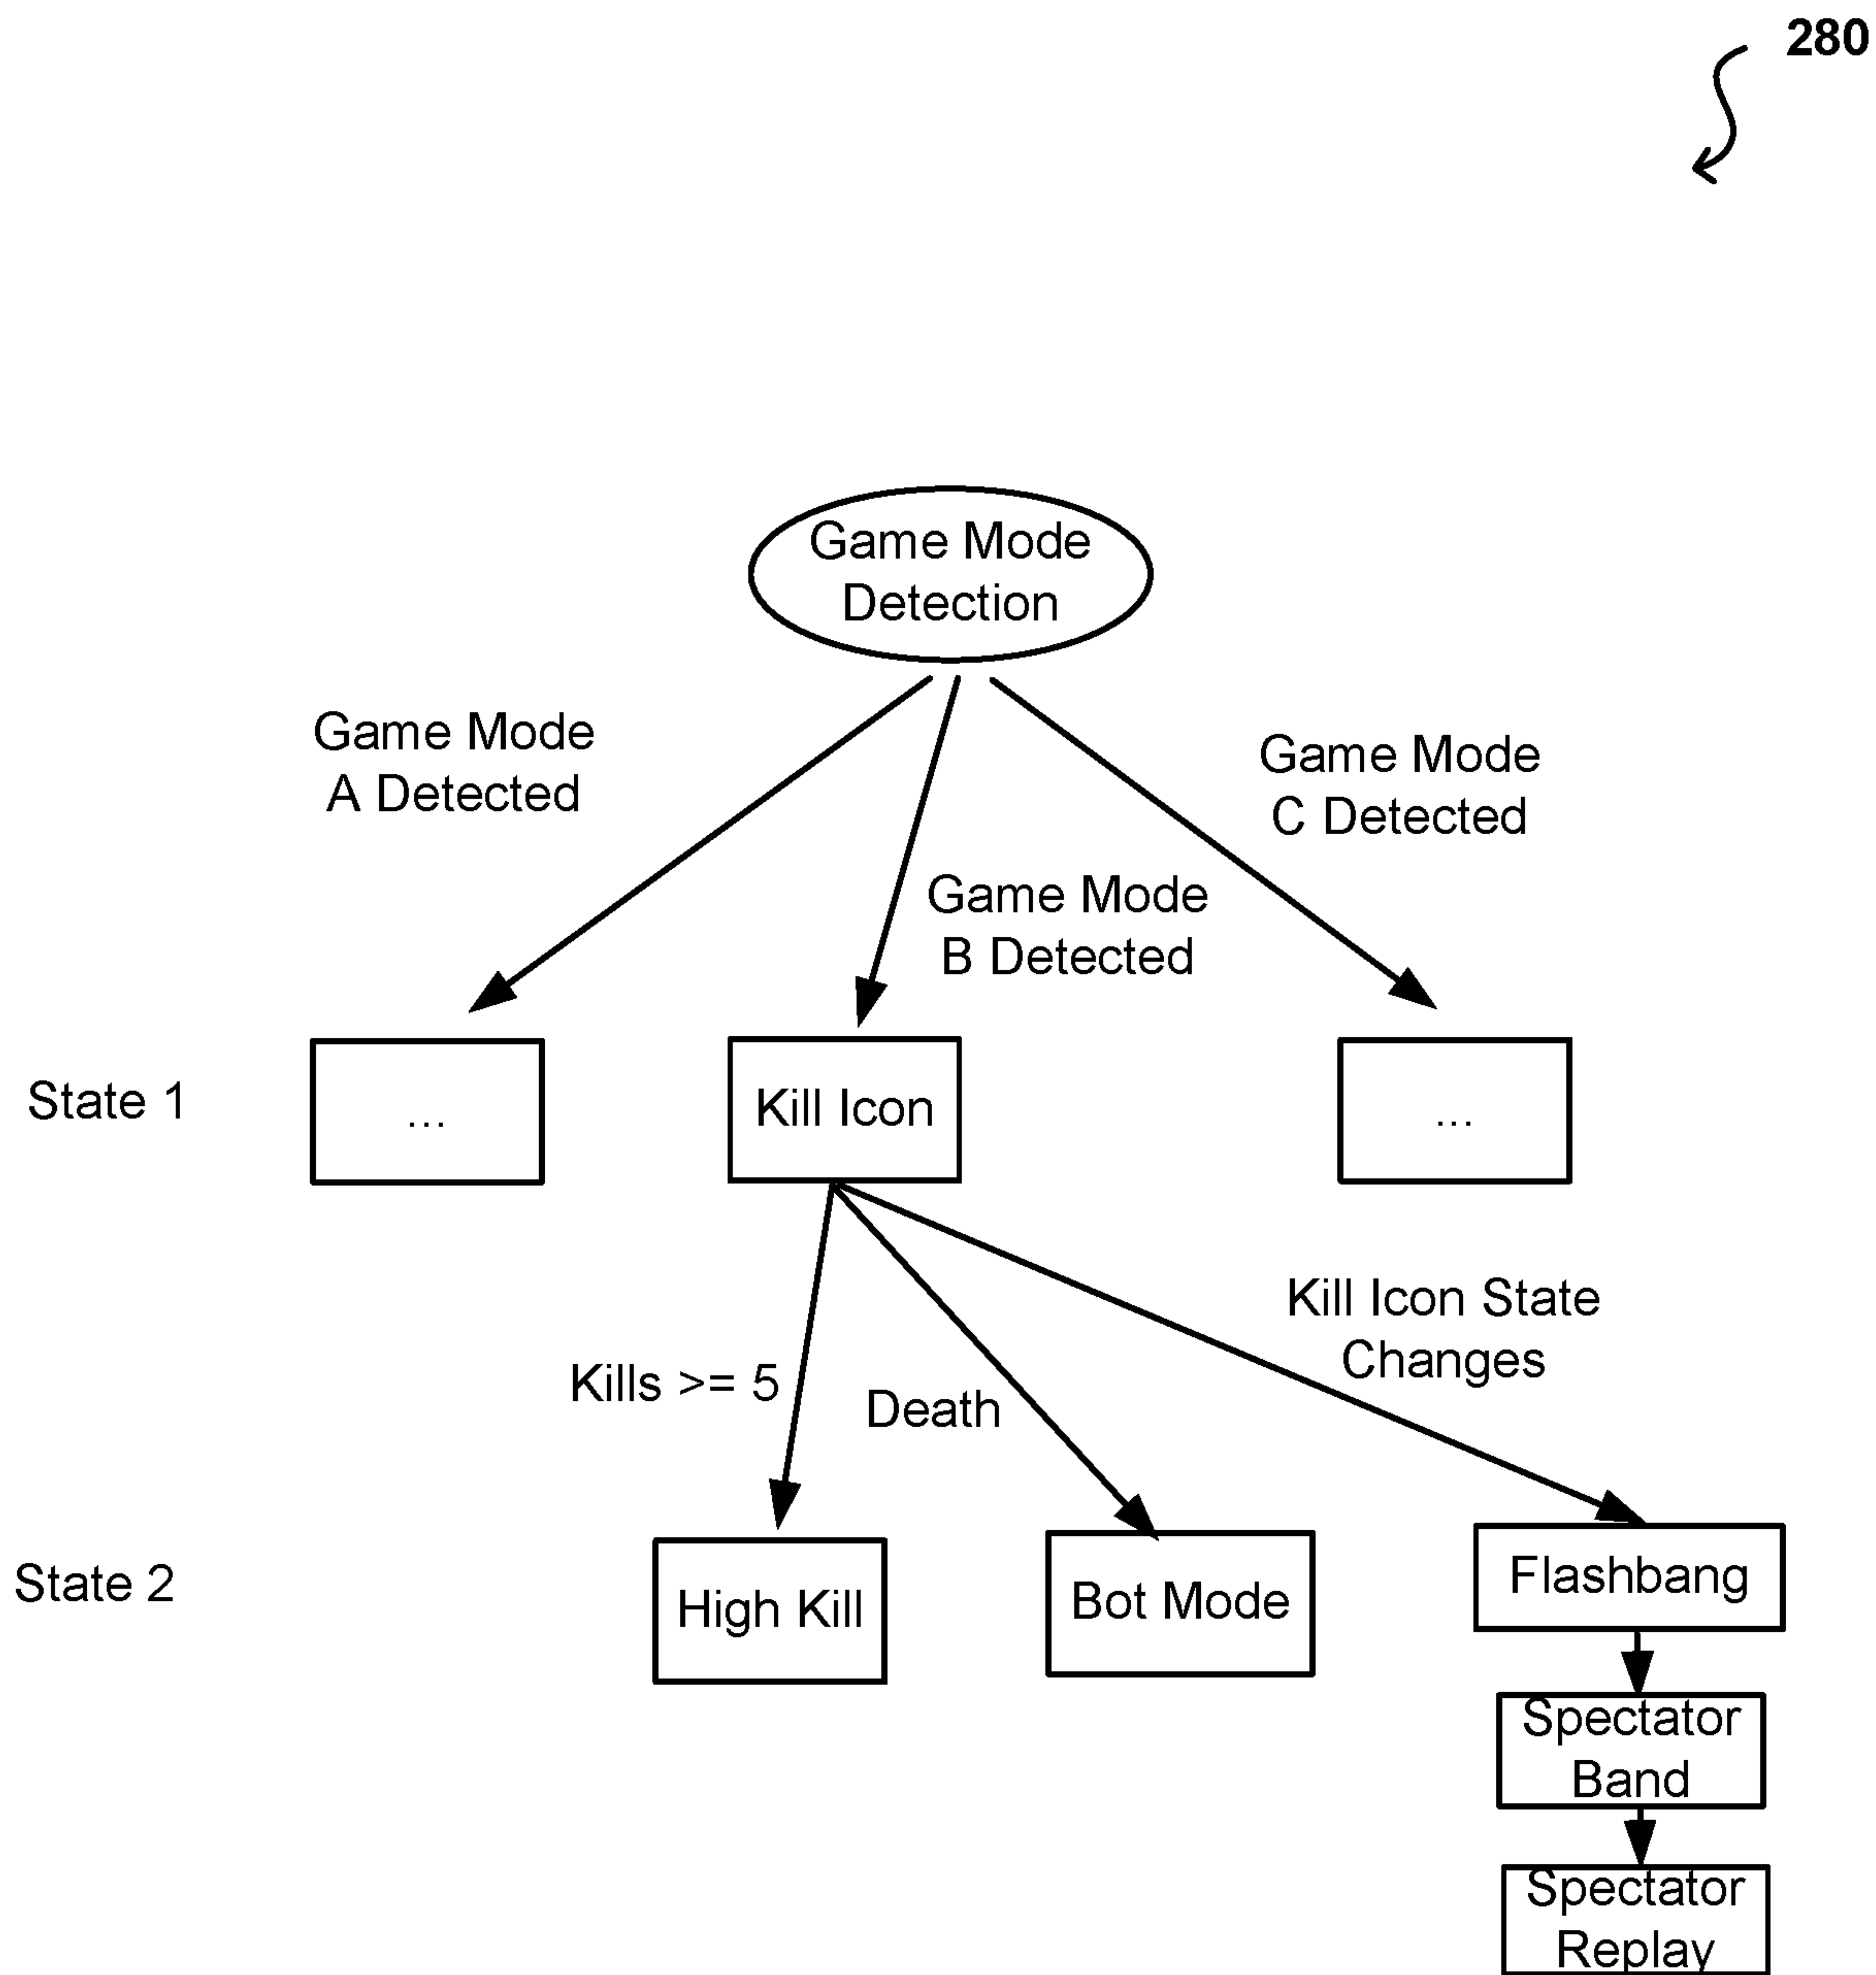 280
Game Mode
Detection
Game Mode
A Detected
Game Mode
C Detected
Game Mode
B Detected
State 1
...
Kill Icon
...
Kill Icon State
Changes
Kills >= 5
Death
State 2
High Kill
Bot Mode
Flashbang
Spectator
Band
Spectator
Replay